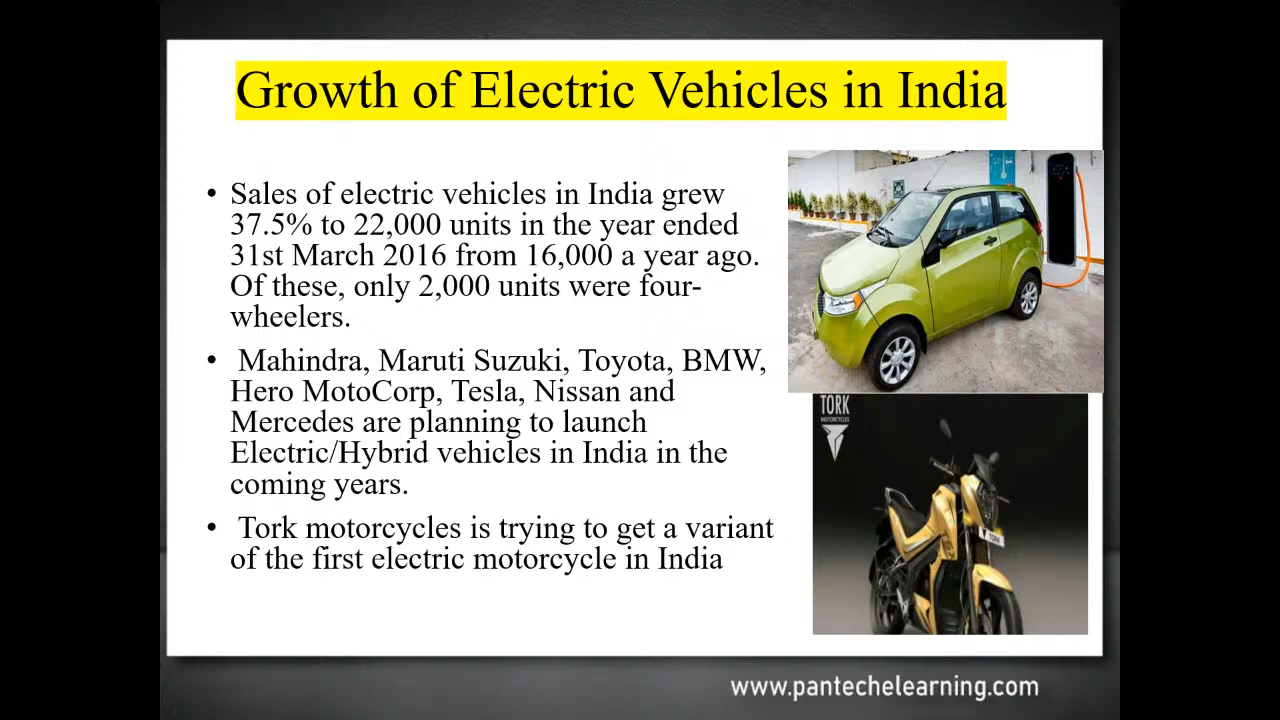 Growth of Electric Vehicles in India
• Sales of electric vehicles in India grew
37.5% to 22,000 units in the year ended
31st March 2016 from 16,000 a year ago.
Of these, only 2,000 units were four-
wheelers.
• Mahindra, Maruti Suzuki, Toyota, BMW,
Hero MotoCorp, Tesla, Nissan and
Mercedes are planning to launch
Electric/Hybrid vehicles in India in the
coming years.
• Tork motorcycles is trying to get a variant
of the first electric motorcycle in India
TORK
MOTORCYCLES
www.pantechelearning.com